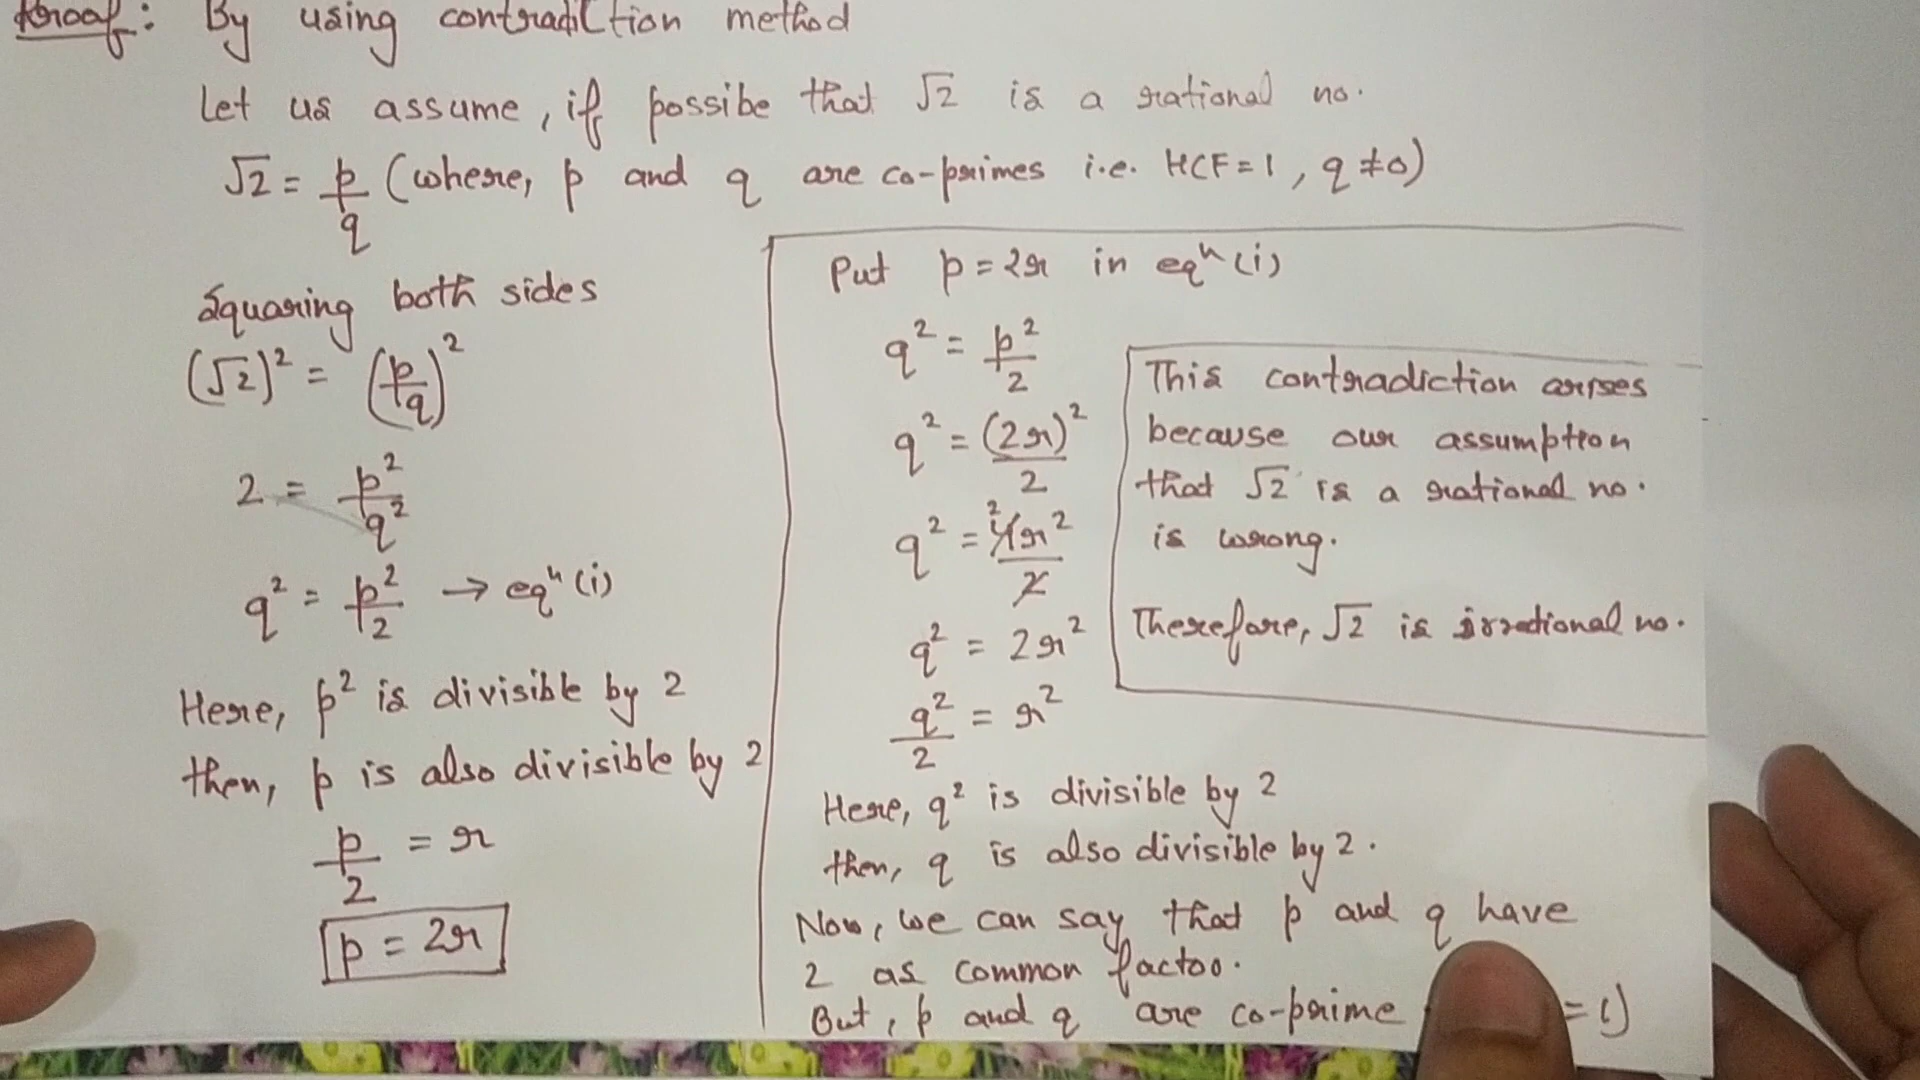 Proof: By using contradiction method
Let us assume, if possibe that √2 is a rational no.
√2 = p/q (where, p and q are co-primes i.e. HCF = 1, q ≠ 0)
Squaring both sides
(√2)² = (p/q)²
2 = p²/q²
q² = p²/2 → eqⁿ (i)
Here, p² is divisible by 2
then, p is also divisible by 2
p/2 = r
p = 2r
Put p = 2r in eqⁿ (i)
q² = p²/2
q² = (2r)²/2
q² = 4r²/2
q² = 2r²
q²/2 = r²
Here, q² is divisible by 2
then, q is also divisible by 2.
Now, we can say that p and q have
2 as common factor.
But, p and q are co-prime = 1)
This contradiction arises
because our assumption
that √2 is a rational no.
is wrong.
Therefore, √2 is irrational no.